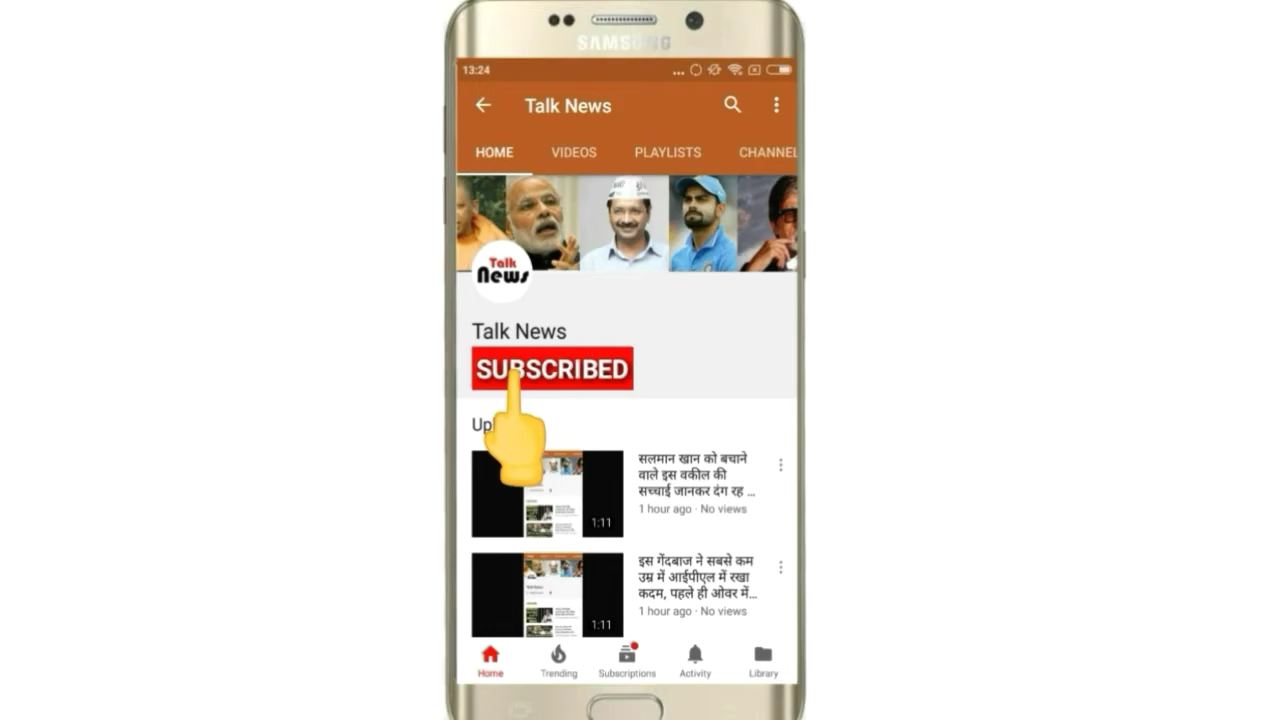 SAMSUNG
13:24
Talk News
HOME VIDEOS PLAYLISTS CHANNEL
Talk
News
Talk News
SUBSCRIBED
सलमान खान को बचाने
वाले इस वकील की
सच्चाई जानकर दंग रह ...
1 hour ago · No views
1:11
इस गेंदबाज ने सबसे कम
उम्र में आईपीएल में रखा
कदम, पहले ही ओवर में...
1 hour ago · No views
1:11
Home Trending Subscriptions Activity Library